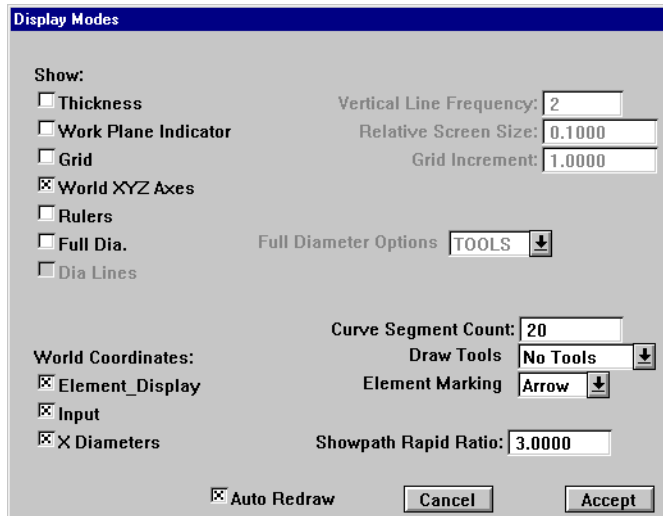 Display Modes
Show:
Thickness
Vertical Line Frequency: 2
Work Plane Indicator
Relative Screen Size: 0.1000
Grid
Grid Increment: 1.0000
World XYZ Axes
Rulers
Full Dia.
Full Diameter Options TOOLS
Dia Lines
Curve Segment Count: 20
World Coordinates:
Draw Tools No Tools
Element_Display
Element Marking Arrow
Input
X Diameters
Showpath Rapid Ratio: 3.0000
Auto Redraw
Cancel
Accept